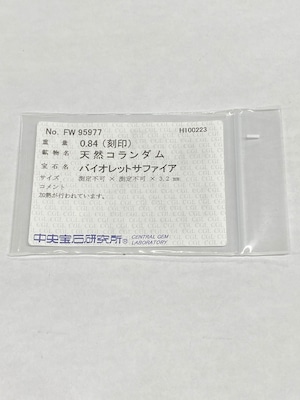 No. FW 95977 HI00223
重量 0.84 (刻印)
鉱物名 天然コランダム
宝石名 バイオレットサファイア
サイズ 測定不可 × 測定不可 × 3.2 mm
コメント
加熱が行われています。
中央宝石研究所® CENTRAL GEM
LABORATORY